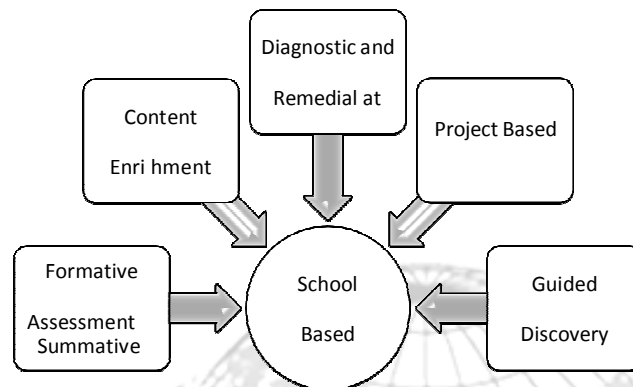 Diagnostic and
Remedial at
Content
Enri hment
Project Based
Formative
Assessment
Summative
School
Based
Guided
Discovery